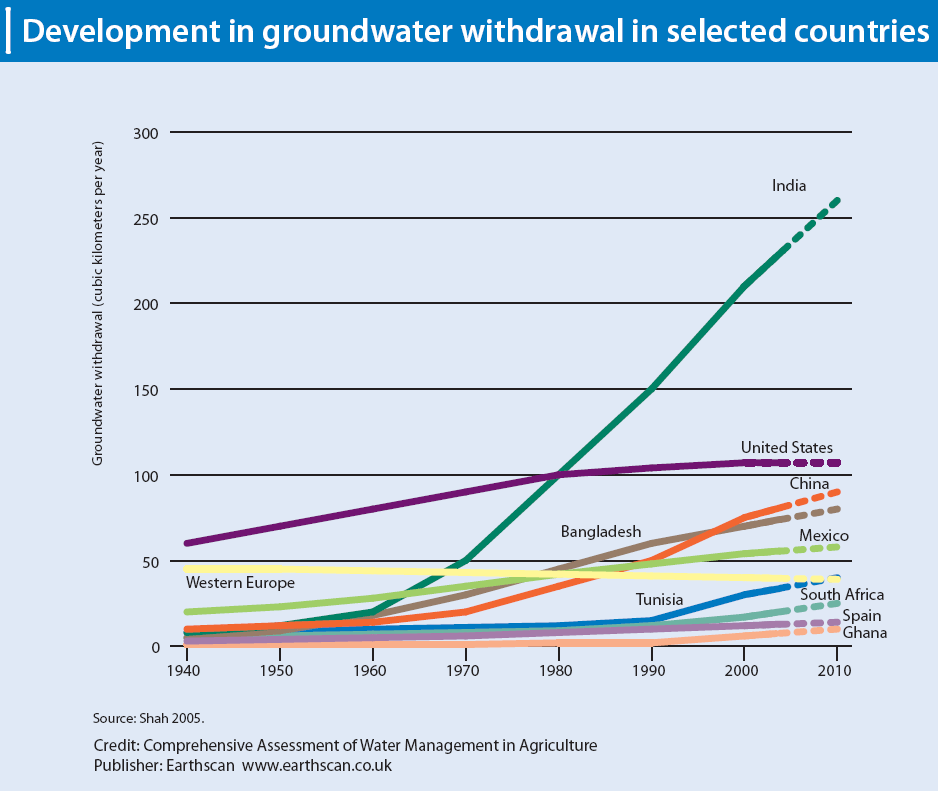 Development in groundwater withdrawal in selected countries
Groundwater withdrawal (cubic kilometers per year)
300
250
200
150
100
50
0
India
United States
China
Bangladesh
Mexico
Western Europe
Tunisia
South Africa
Spain
Ghana
1940 1950 1960 1970 1980 1990 2000 2010
Source: Shah 2005.
Credit: Comprehensive Assessment of Water Management in Agriculture
Publisher: Earthscan www.earthscan.co.uk